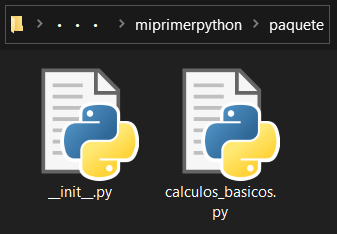 > . . . > miprimerpython > paquete
__init__.py
calculos_basicos.
py